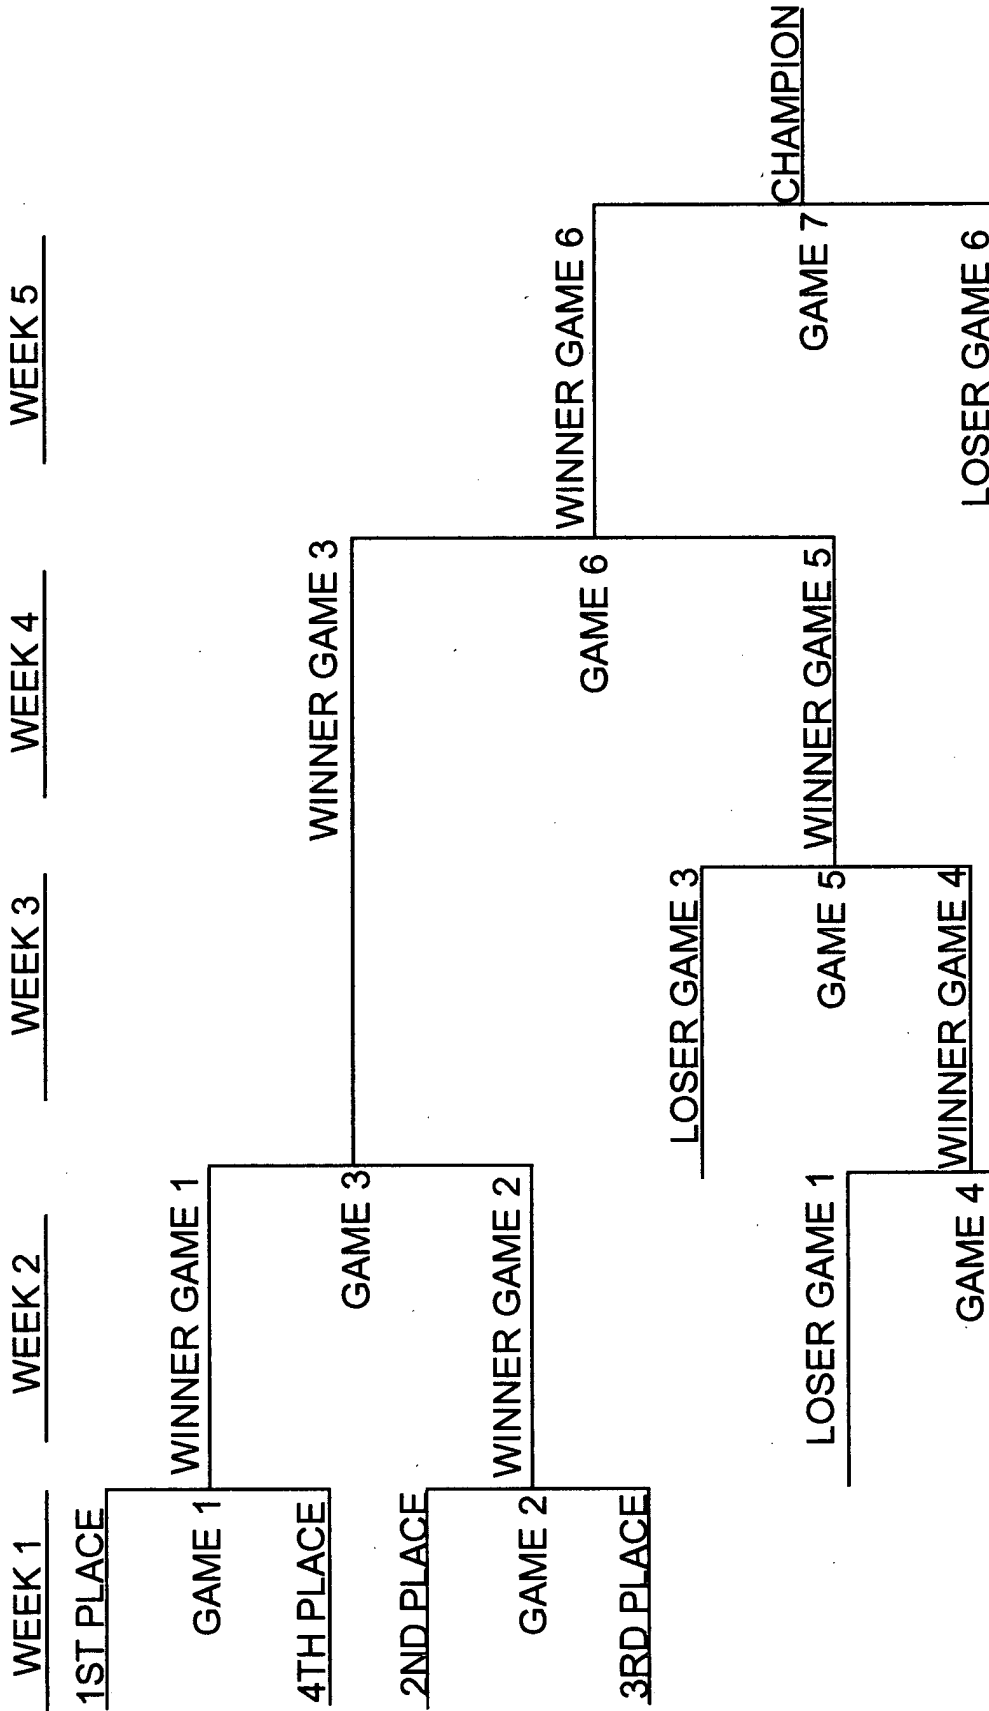 WEEK 1
WEEK 2
WEEK 3
WEEK 4
WEEK 5
1ST PLACE
GAME 1
4TH PLACE
2ND PLACE
GAME 2
3RD PLACE
WINNER GAME 1
GAME 3
WINNER GAME 2
LOSER GAME 1
GAME 4
WINNER GAME 3
LOSER GAME 3
GAME 5
WINNER GAME 4
GAME 6
WINNER GAME 5
WINNER GAME 6
GAME 7
LOSER GAME 6
CHAMPION